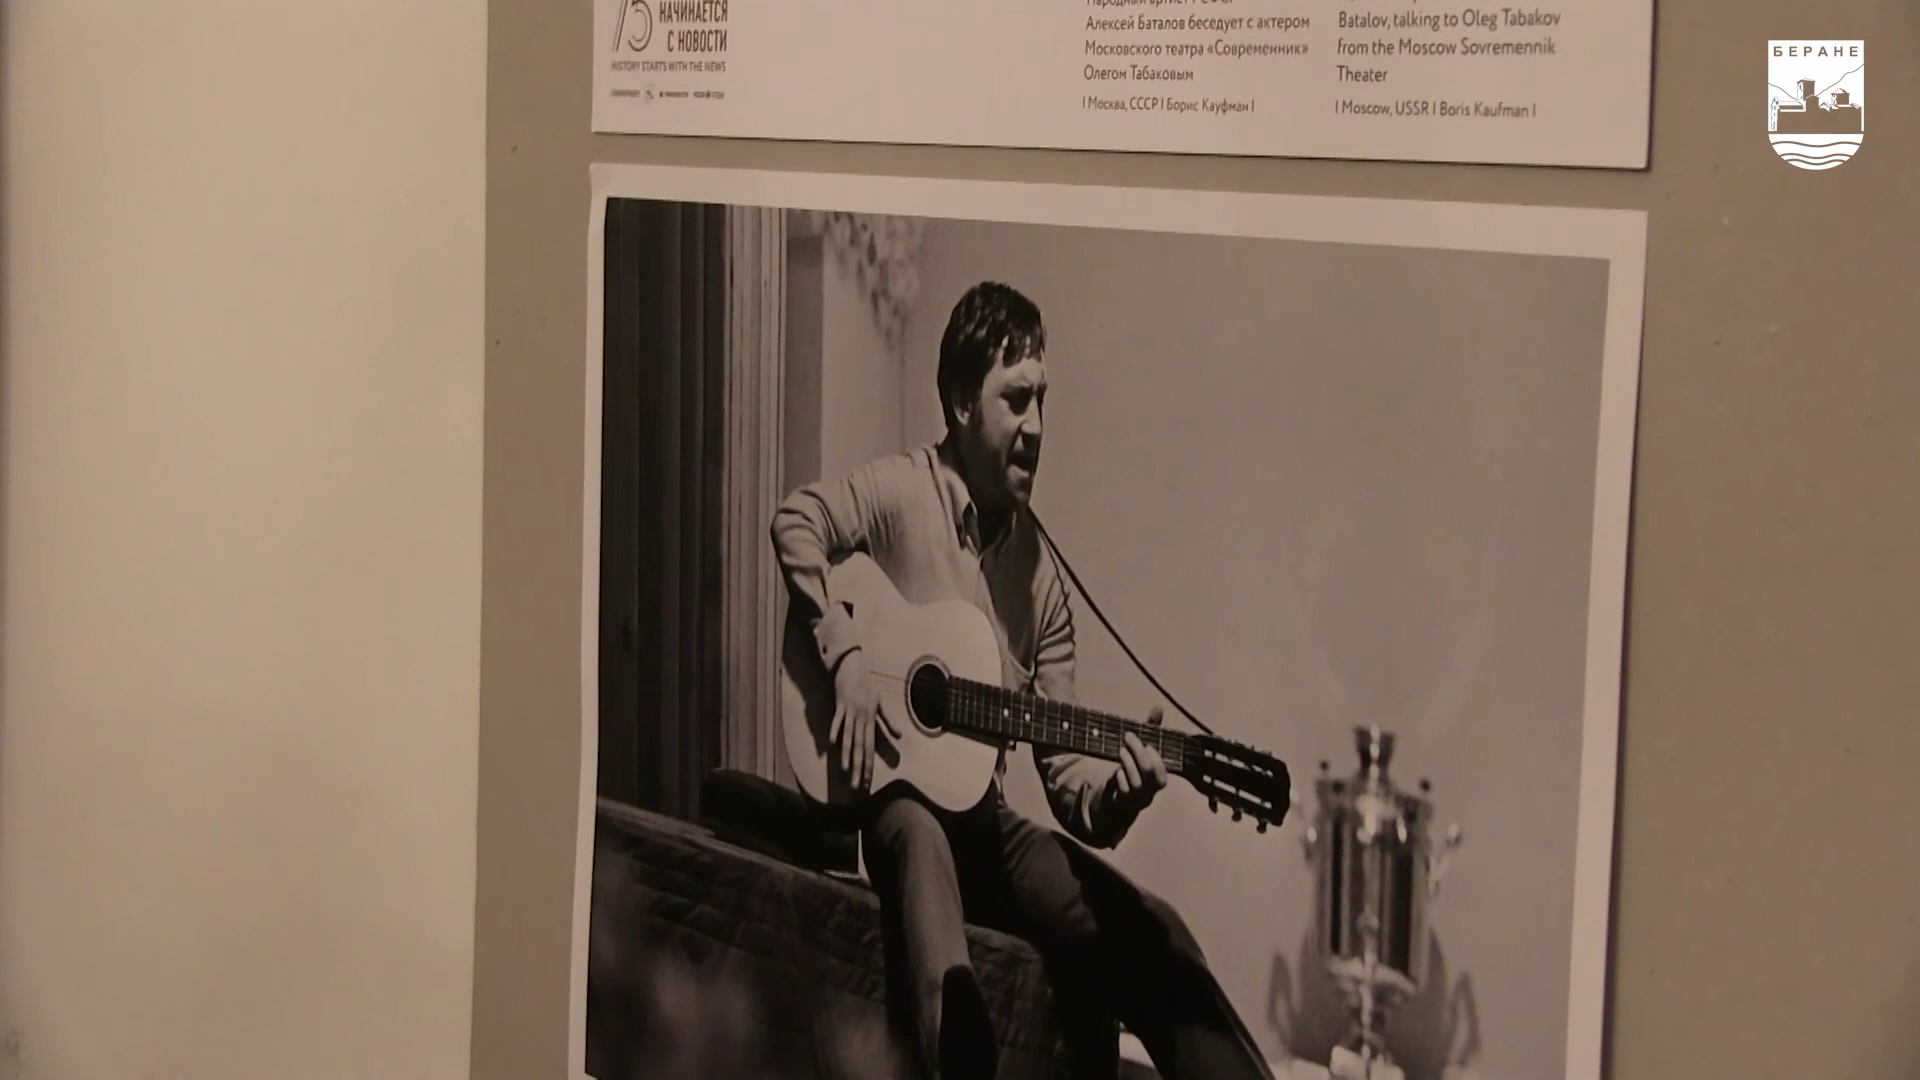 75 НАЧИНАЕТСЯ
С НОВОСТИ
HISTORY STARTS WITH THE NEWS
Алексей Баталов беседует с актером
Московского театра «Современник»
Олегом Табаковым
| Москва, СССР | Борис Кауфман |
Batalov, talking to Oleg Tabakov
from the Moscow Sovremennik
Theater
| Moscow, USSR | Boris Kaufman |
БЕРАНЕ